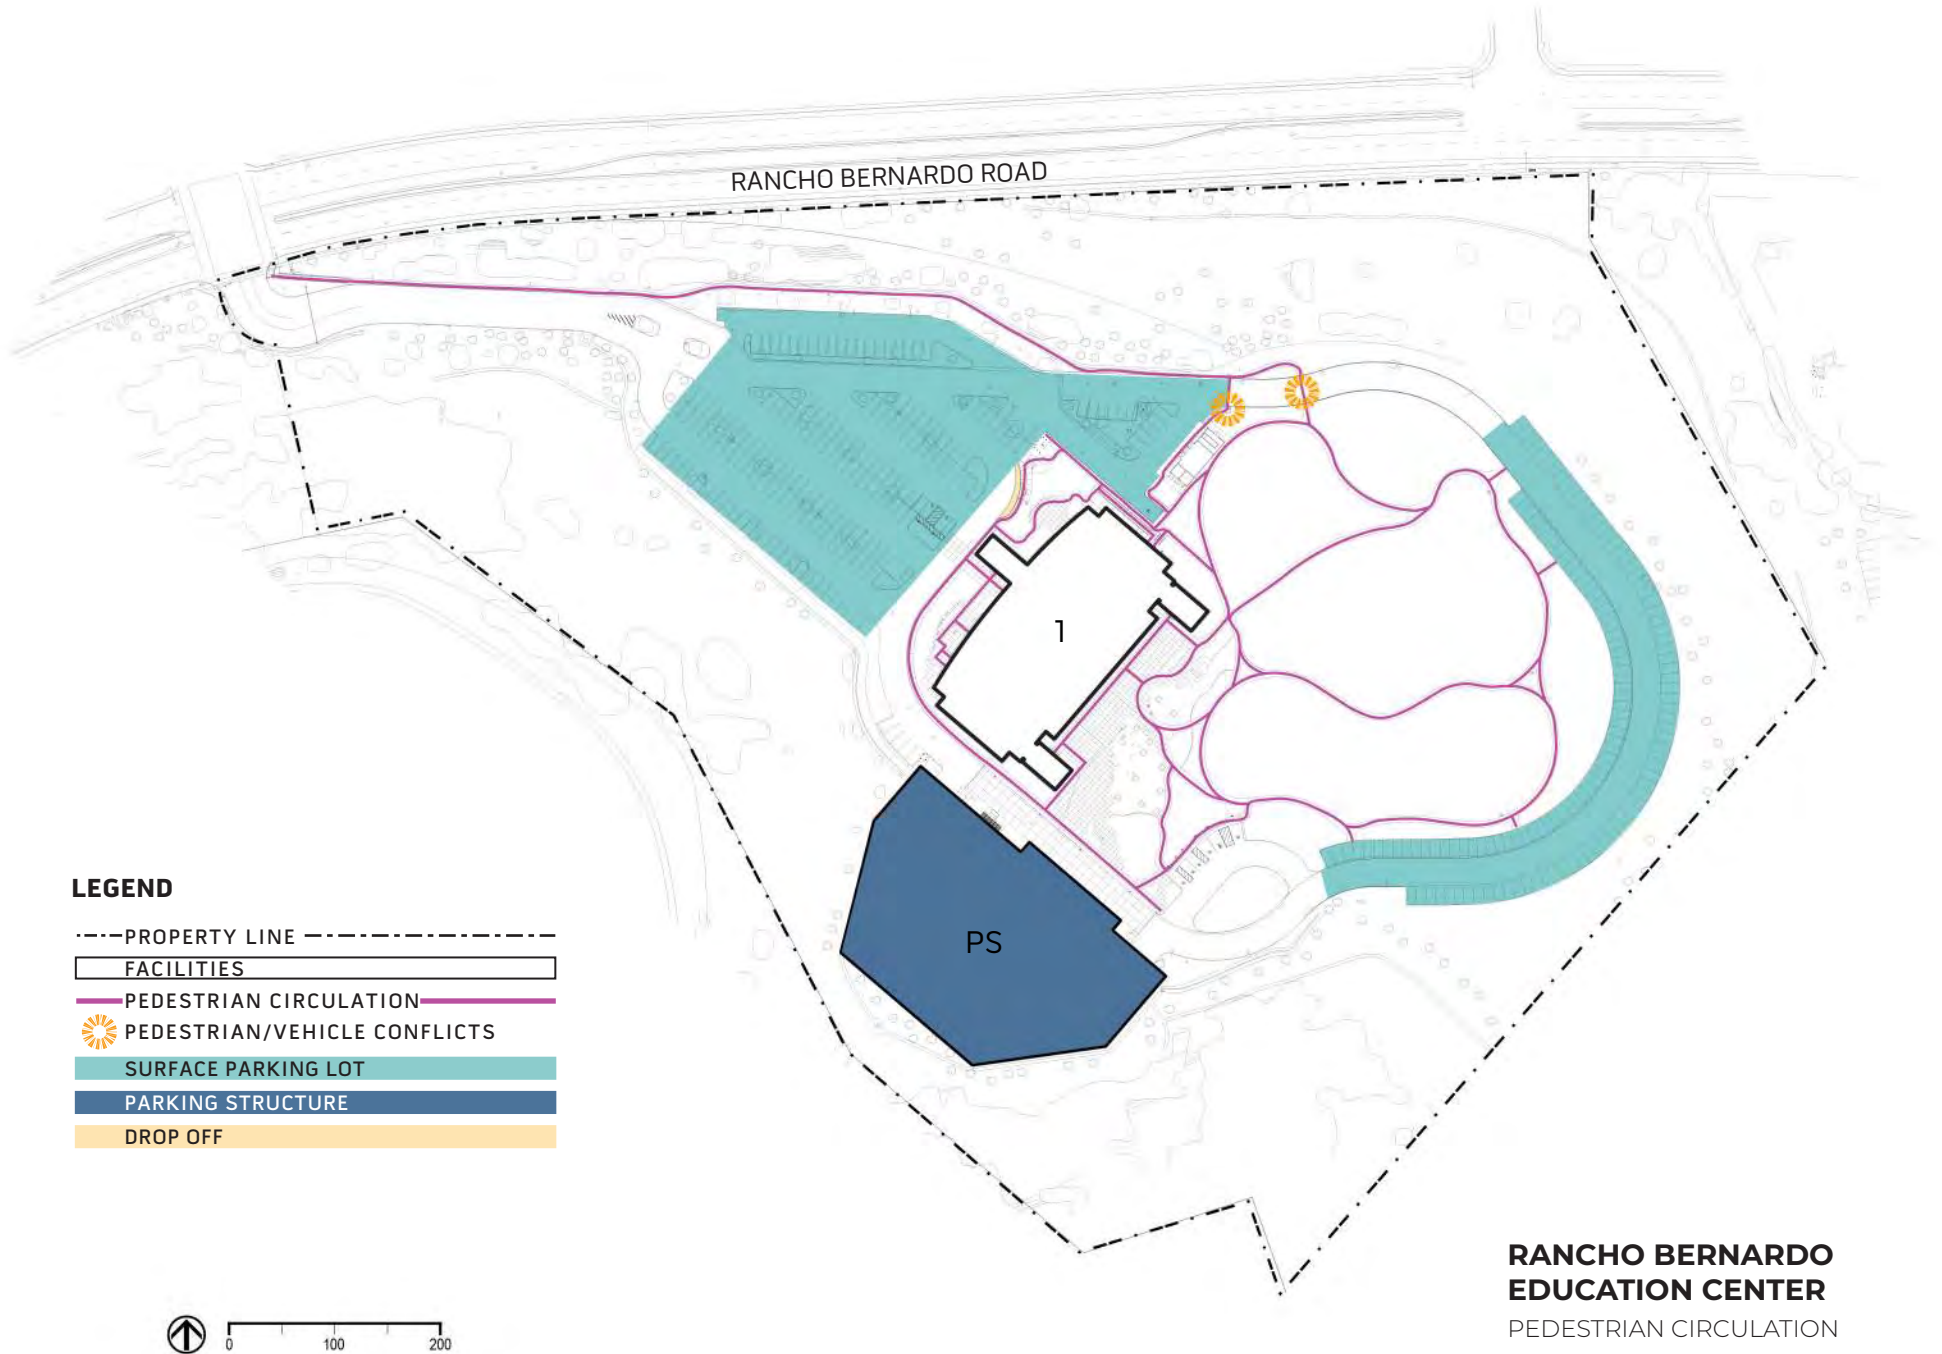 RANCHO BERNARDO ROAD
1
PS
LEGEND
PROPERTY LINE
FACILITIES
PEDESTRIAN CIRCULATION
PEDESTRIAN/VEHICLE CONFLICTS
SURFACE PARKING LOT
PARKING STRUCTURE
DROP OFF
0 100 200
RANCHO BERNARDO
EDUCATION CENTER
PEDESTRIAN CIRCULATION